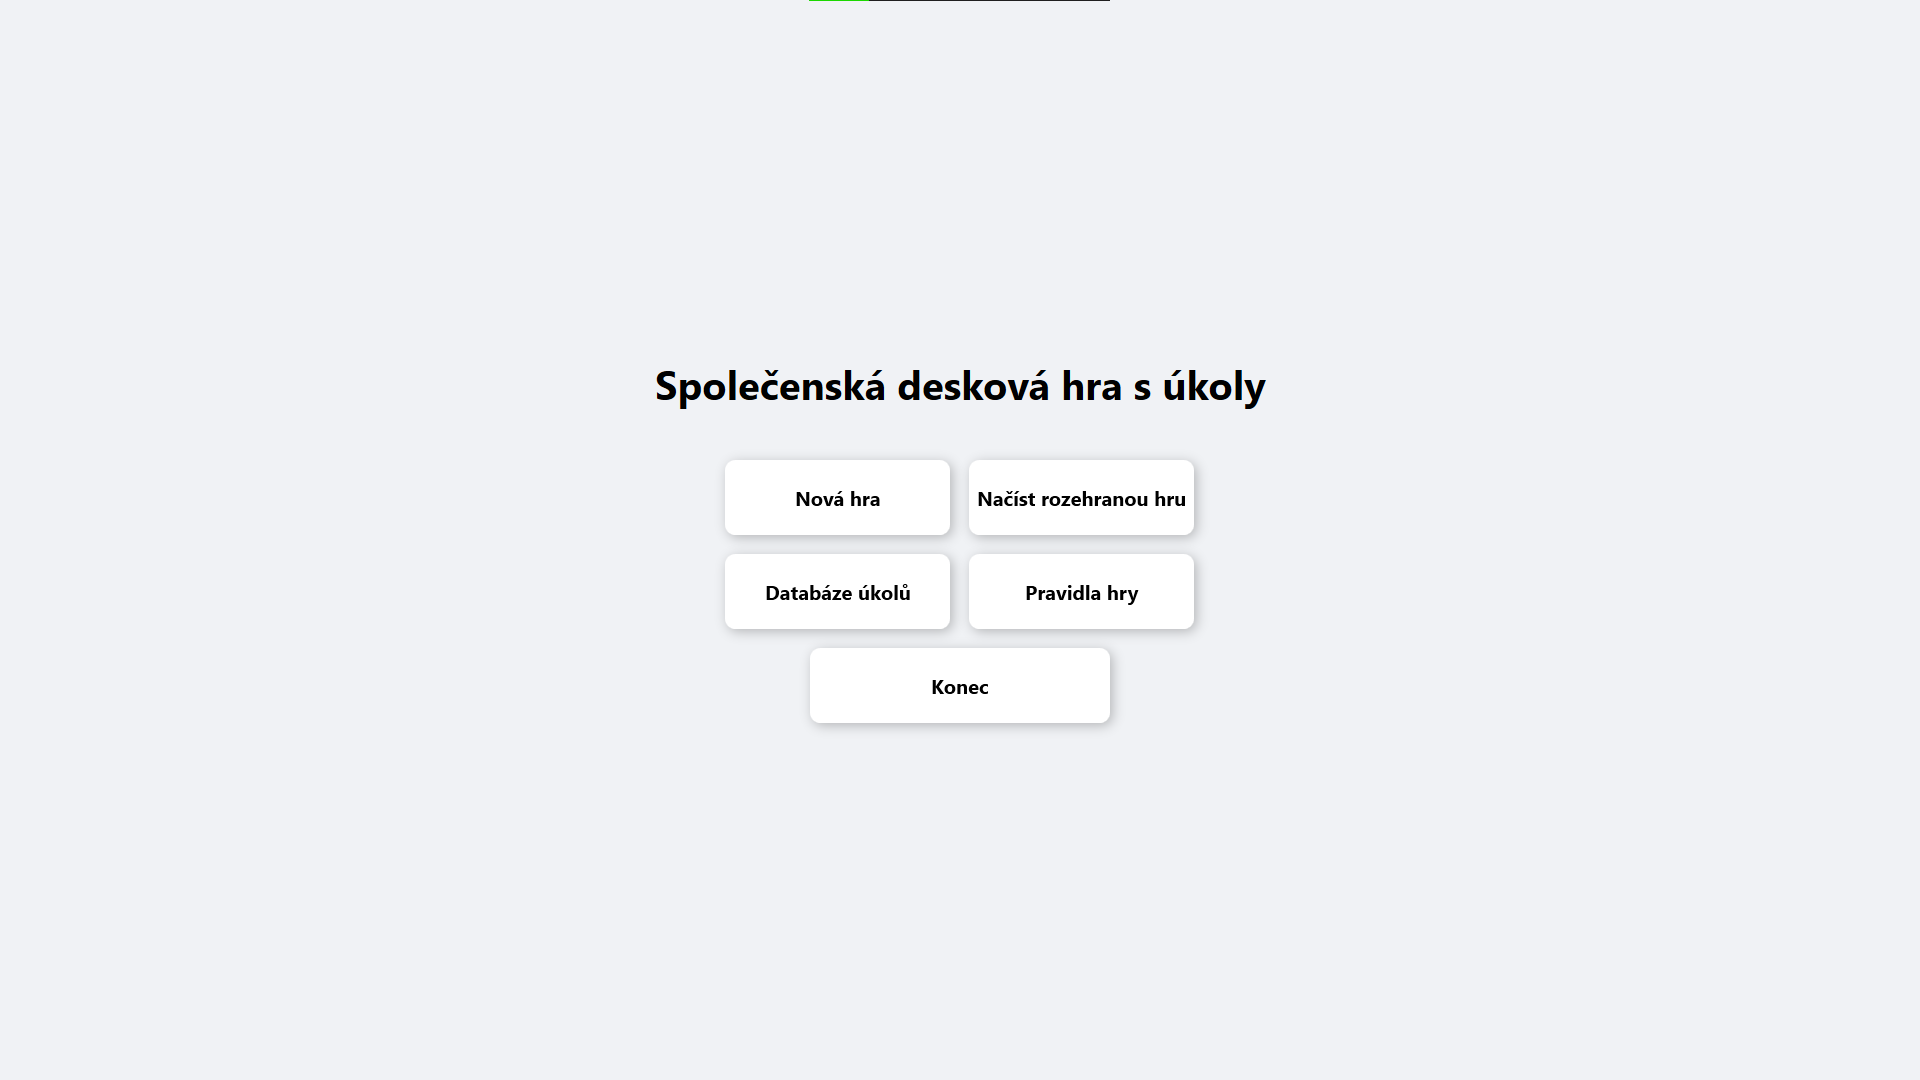 Společenská desková hra s úkoly
Nová hra
Načíst rozehranou hru
Databáze úkolů
Pravidla hry
Konec